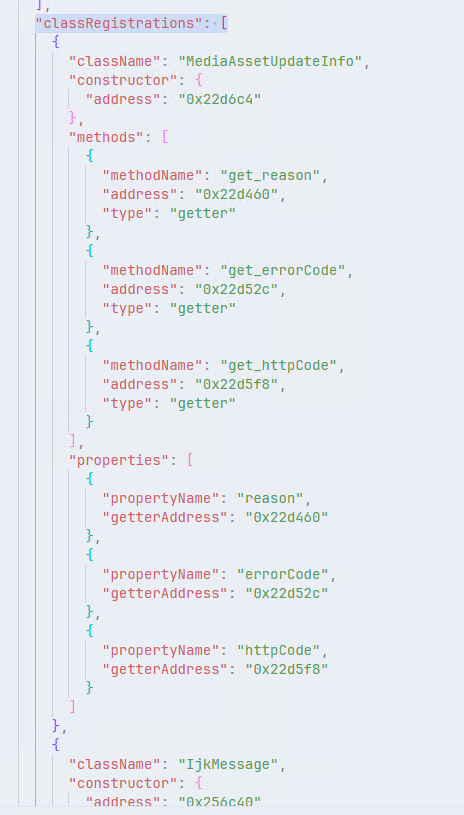 ],
"classRegistrations": [
{
"className": "MediaAssetUpdateInfo",
"constructor": {
"address": "0x22d6c4"
},
"methods": [
{
"methodName": "get_reason",
"address": "0x22d460",
"type": "getter"
},
{
"methodName": "get_errorCode",
"address": "0x22d52c",
"type": "getter"
},
{
"methodName": "get_httpCode",
"address": "0x22d5f8",
"type": "getter"
}
],
"properties": [
{
"propertyName": "reason",
"getterAddress": "0x22d460"
},
{
"propertyName": "errorCode",
"getterAddress": "0x22d52c"
},
{
"propertyName": "httpCode",
"getterAddress": "0x22d5f8"
}
]
},
{
"className": "IjkMessage",
"constructor": {
"address": "0x256c40"